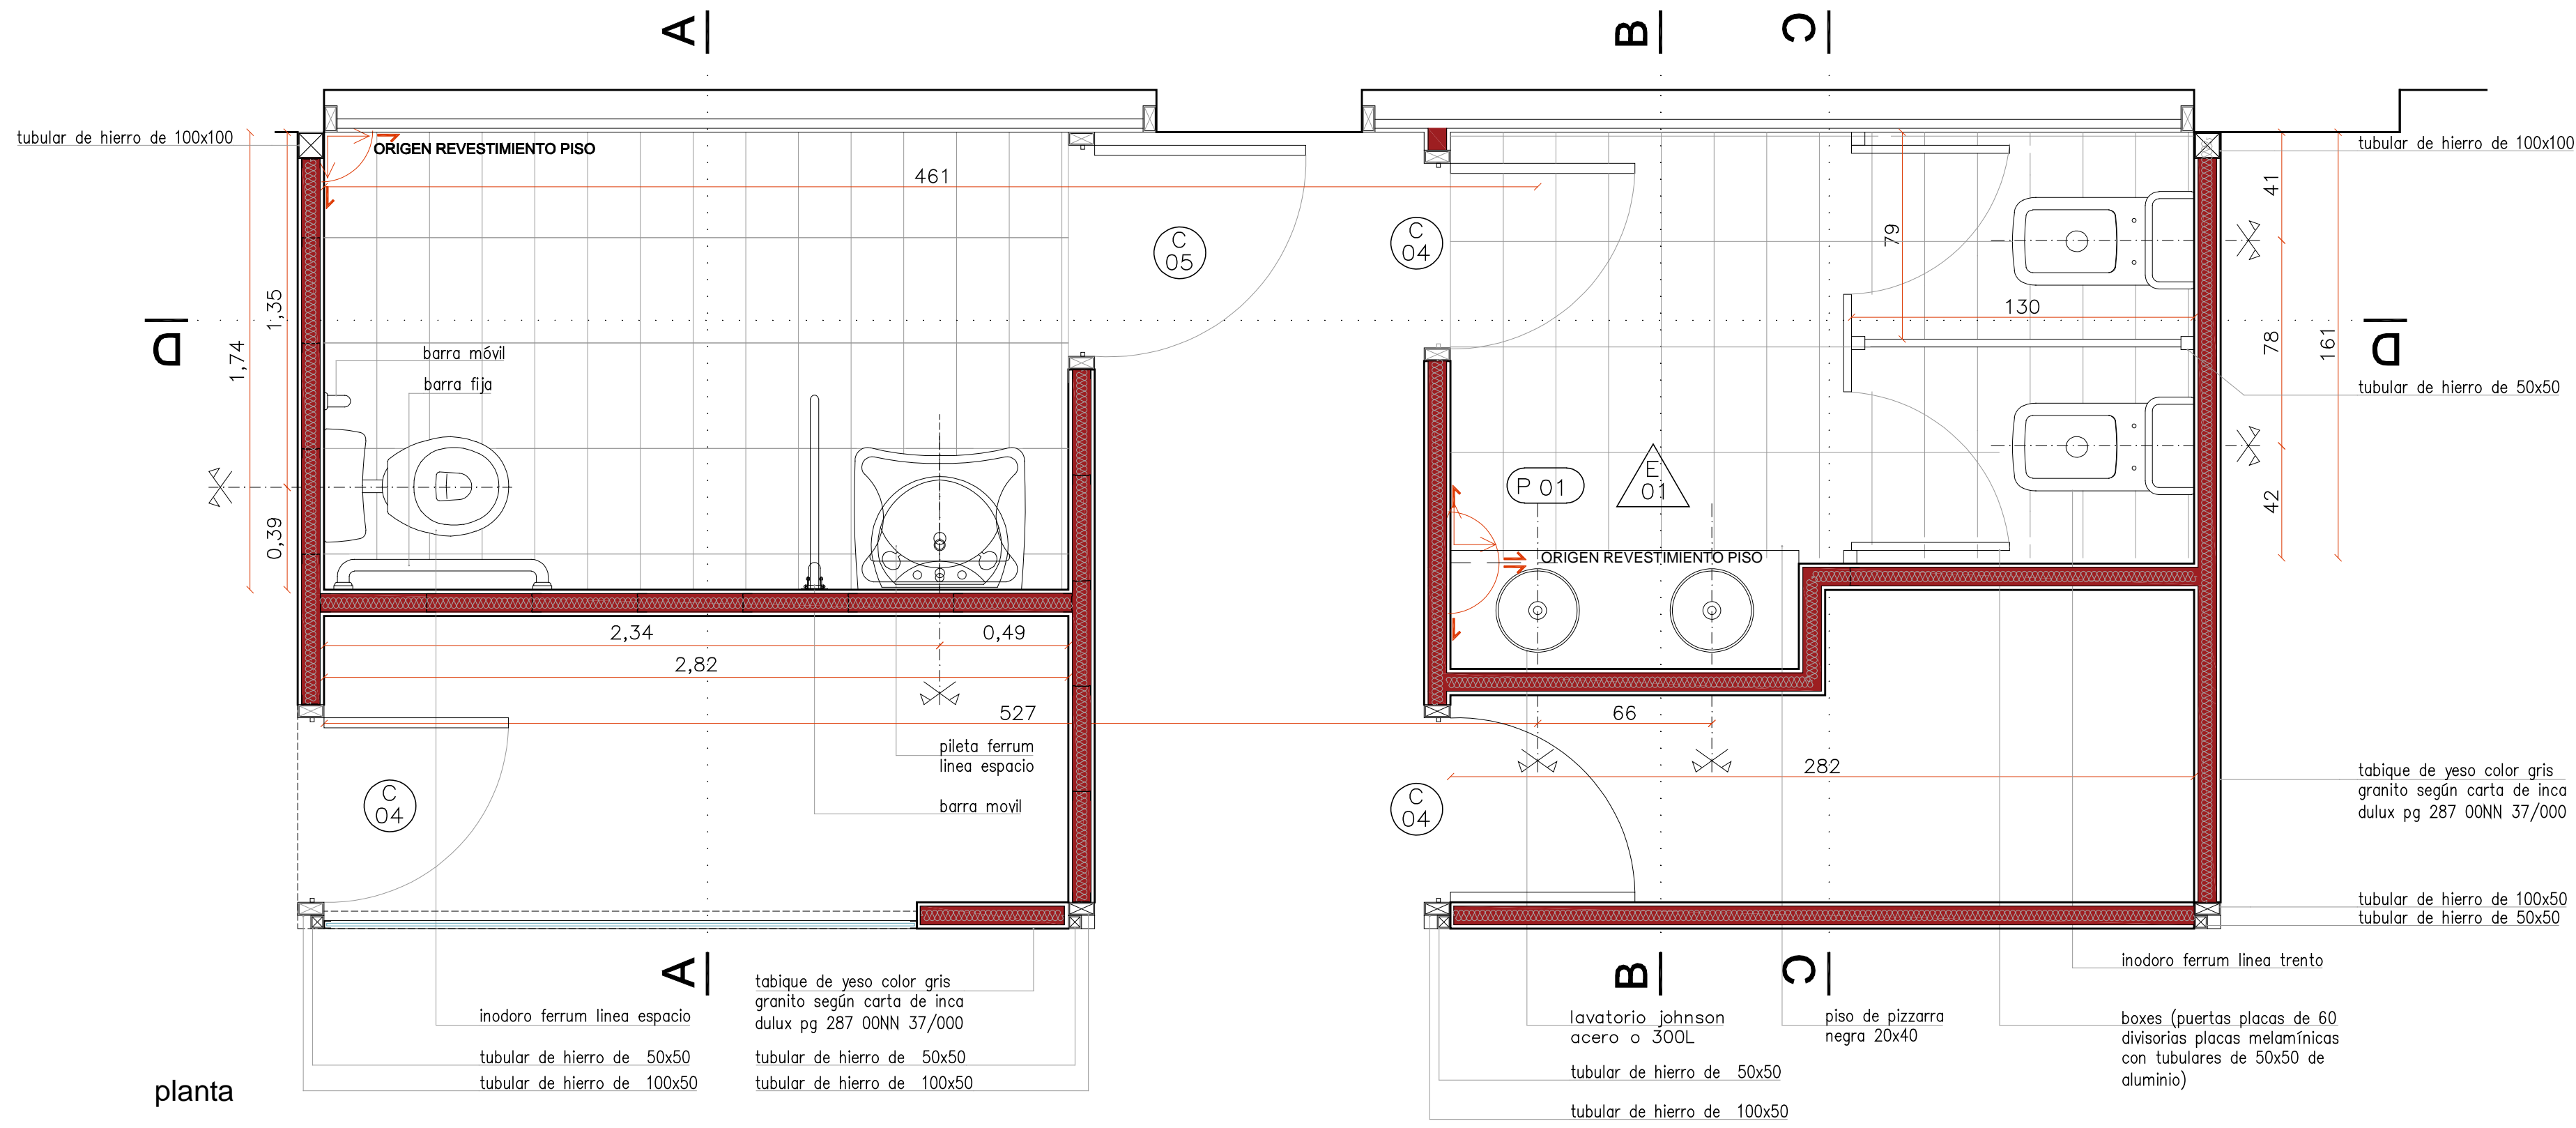 A
B
C
tubular de hierro de 100x100
ORIGEN REVESTIMIENTO PISO
461
C
05
C
04
79
130
41
78
42
161
tubular de hierro de 100x100
tubular de hierro de 50x50
D
D
1,74
1,35
0,39
barra móvil
barra fija
P 01
E
01
ORIGEN REVESTIMIENTO PISO
2,34
0,49
2,82
527
66
282
pileta ferrum
linea espacio
barra movil
C
04
C
04
tabique de yeso color gris
granito según carta de inca
dulux pg 287 00NN 37/000
tubular de hierro de 100x50
tubular de hierro de 50x50
A
B
C
inodoro ferrum linea espacio
tubular de hierro de 50x50
tubular de hierro de 100x50
tabique de yeso color gris
granito según carta de inca
dulux pg 287 00NN 37/000
tubular de hierro de 50x50
tubular de hierro de 100x50
lavatorio johnson
acero o 300L
tubular de hierro de 50x50
tubular de hierro de 100x50
piso de pizzarra
negra 20x40
inodoro ferrum linea trento
boxes (puertas placas de 60
divisorias placas melamínicas
con tubulares de 50x50 de
aluminio)
planta